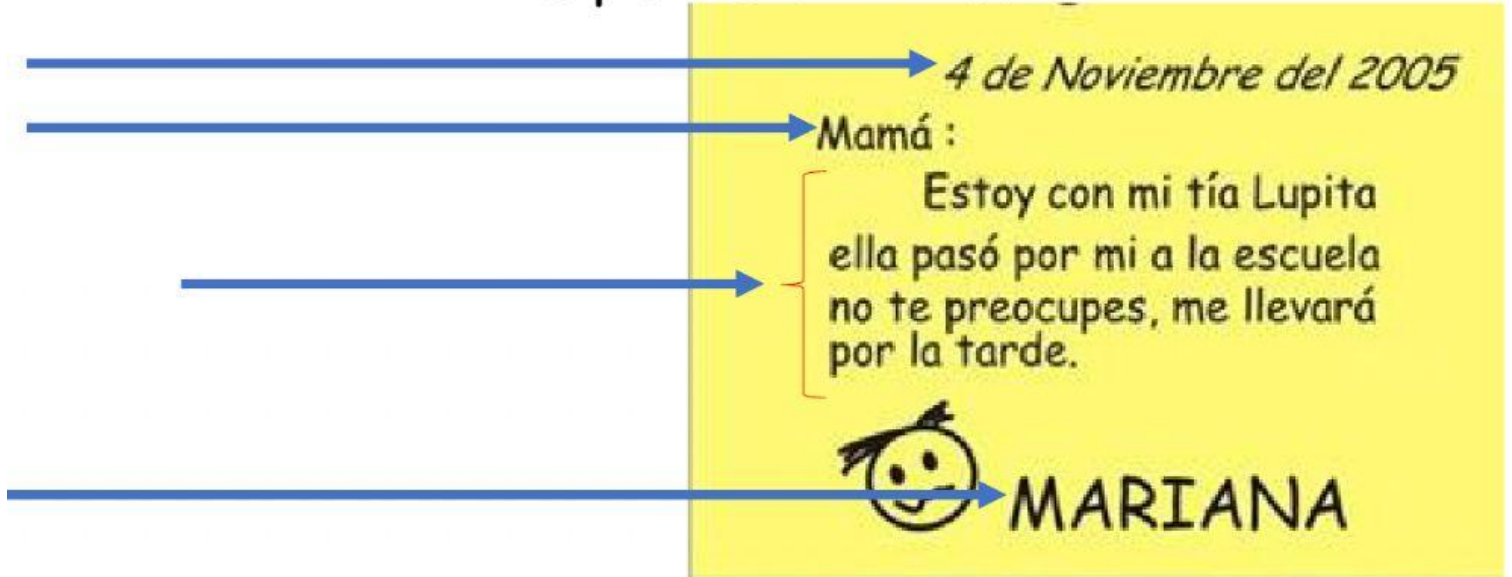 4 de Noviembre del 2005
Mamá :
Estoy con mi tía Lupita
ella pasó por mi a la escuela
no te preocupes, me llevará
por la tarde.
MARIANA